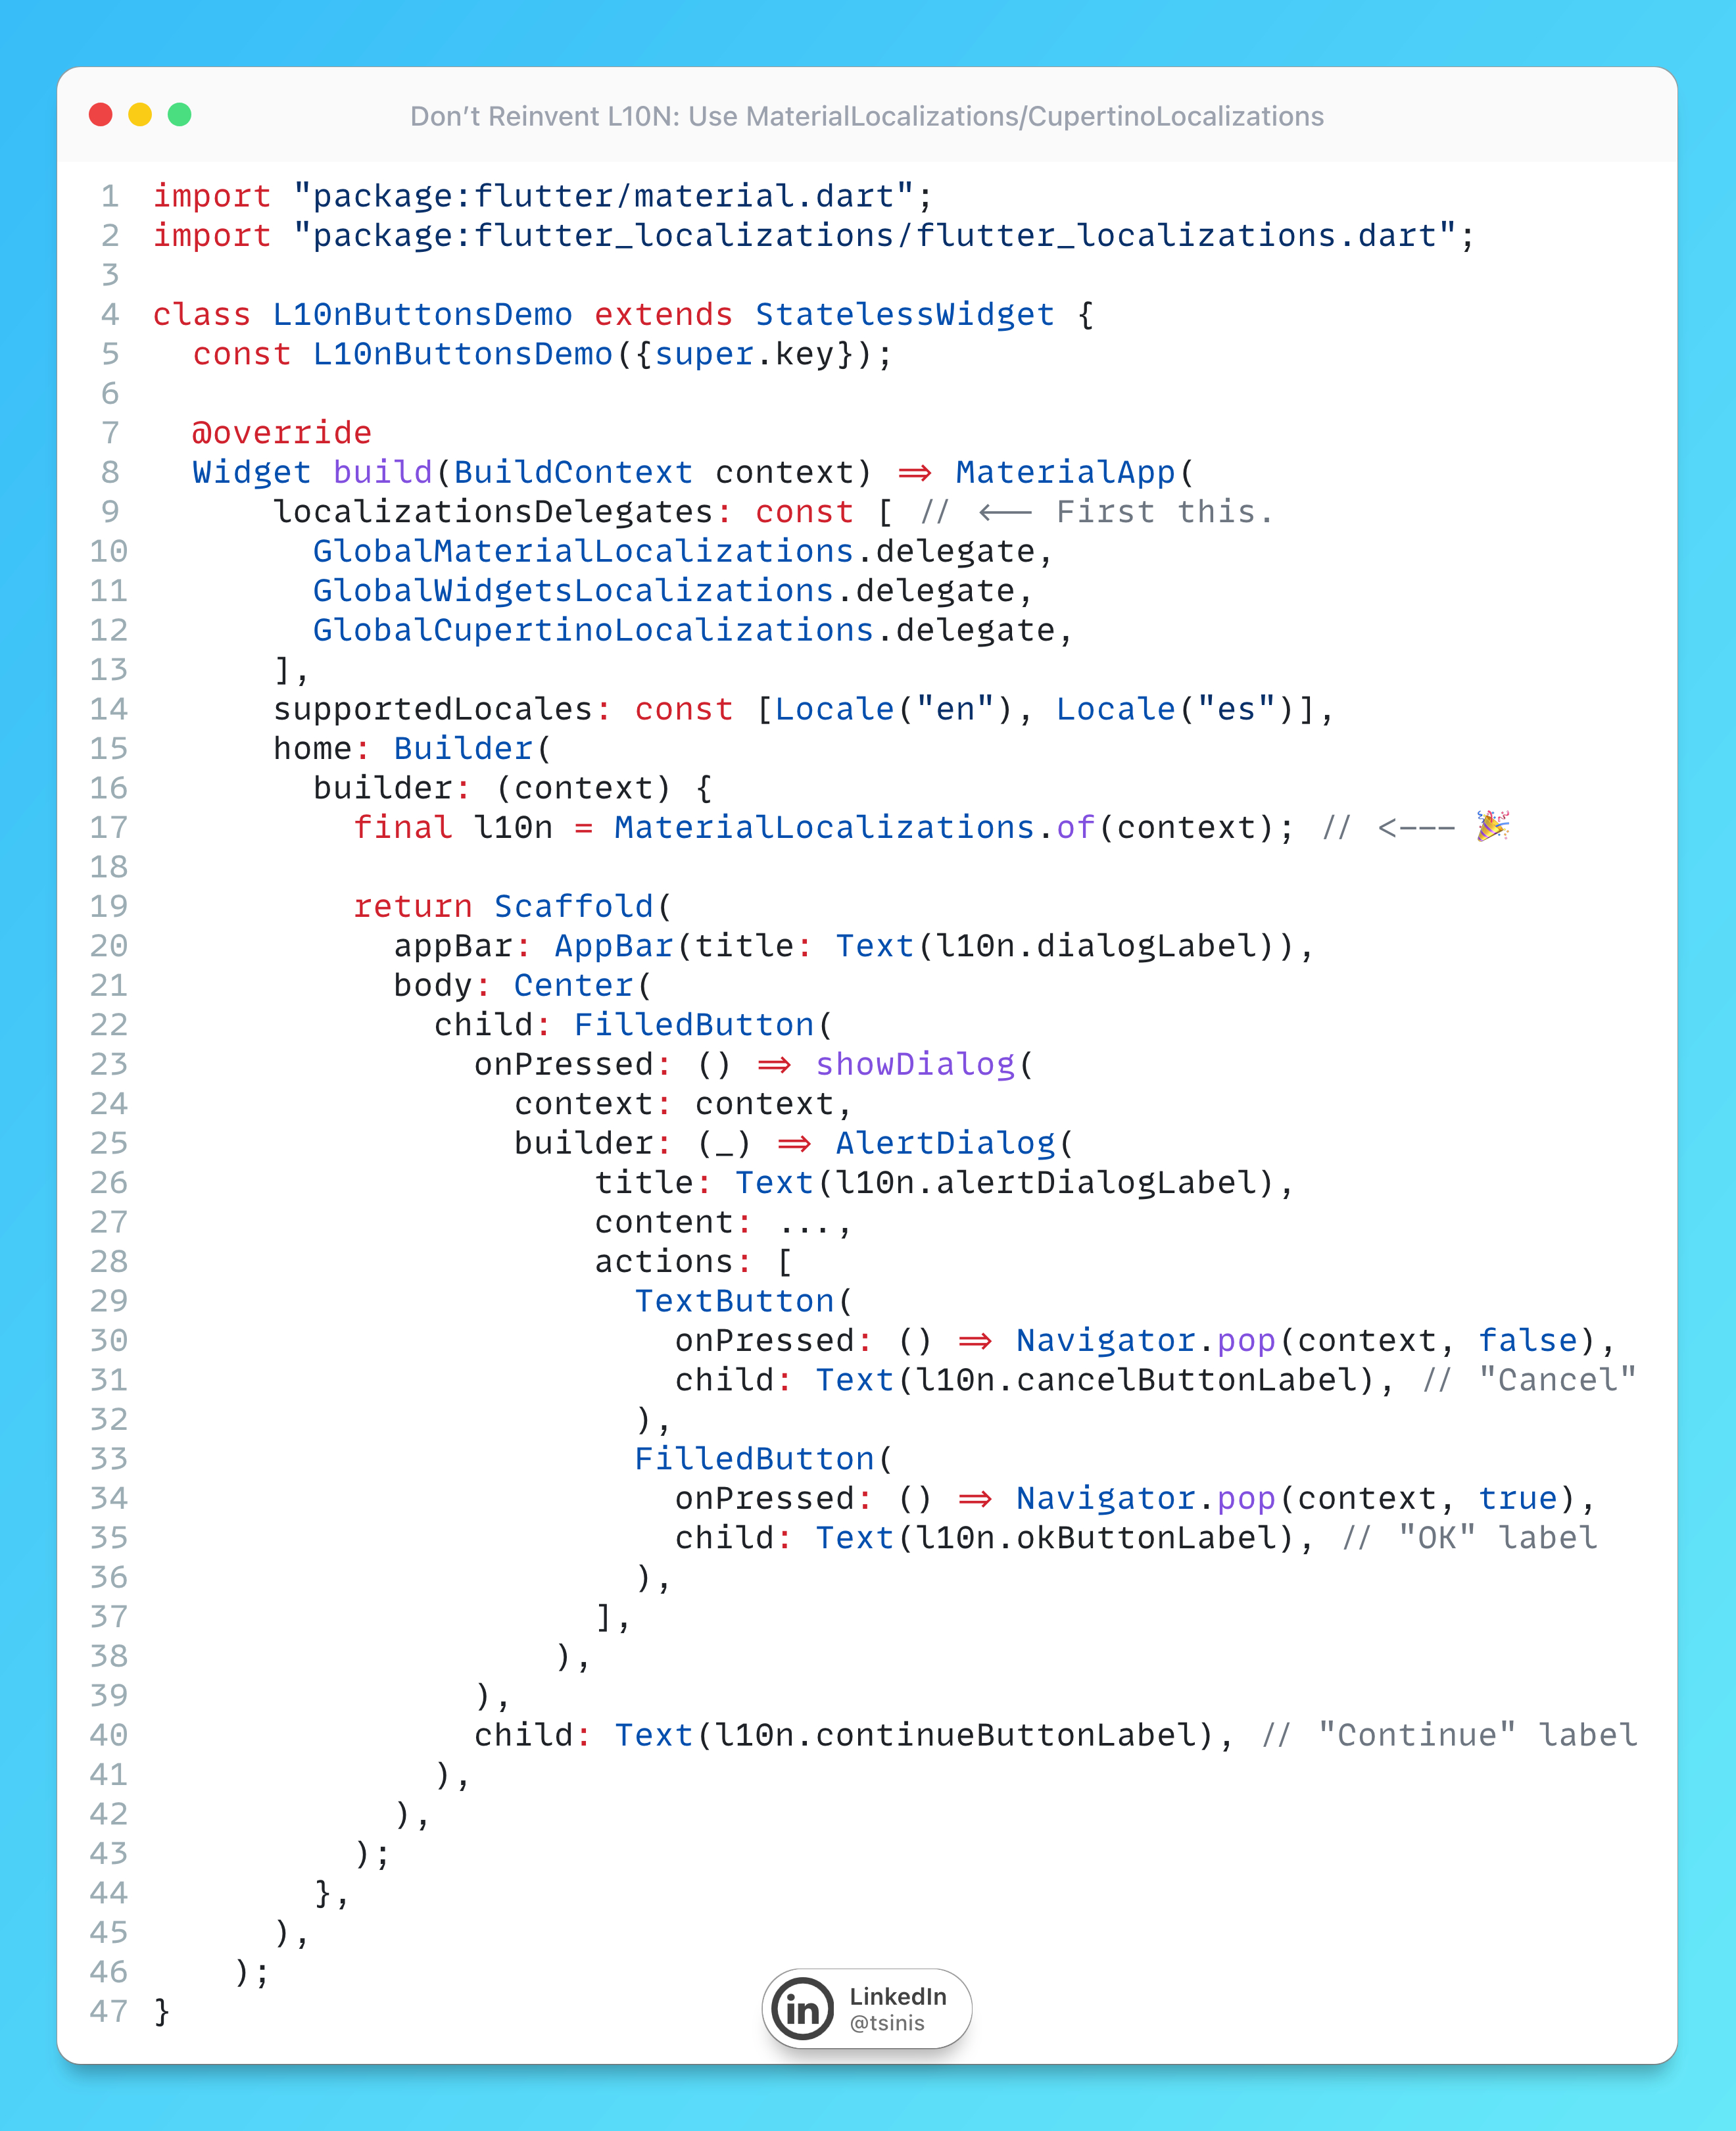 Don’t Reinvent L10N: Use MaterialLocalizations/CupertinoLocalizations
1 import "package:flutter/material.dart";
2 import "package:flutter_localizations/flutter_localizations.dart";
3
4 class L10nButtonsDemo extends StatelessWidget {
5   const L10nButtonsDemo({super.key});
6
7   @override
8   Widget build(BuildContext context) => MaterialApp(
9       localizationsDelegates: const [ // <-- First this.
10         GlobalMaterialLocalizations.delegate,
11         GlobalWidgetsLocalizations.delegate,
12         GlobalCupertinoLocalizations.delegate,
13       ],
14       supportedLocales: const [Locale("en"), Locale("es")],
15       home: Builder(
16         builder: (context) {
17           final l10n = MaterialLocalizations.of(context); // <--- 🎉
18
19           return Scaffold(
20             appBar: AppBar(title: Text(l10n.dialogLabel)),
21             body: Center(
22               child: FilledButton(
23                 onPressed: () => showDialog(
24                   context: context,
25                   builder: (_) => AlertDialog(
26                       title: Text(l10n.alertDialogLabel),
27                       content: ...,
28                       actions: [
29                         TextButton(
30                           onPressed: () => Navigator.pop(context, false),
31                           child: Text(l10n.cancelButtonLabel), // "Cancel"
32                         ),
33                         FilledButton(
34                           onPressed: () => Navigator.pop(context, true),
35                           child: Text(l10n.okButtonLabel), // "OK" label
36                         ),
37                       ],
38                     ),
39                 ),
40                 child: Text(l10n.continueButtonLabel), // "Continue" label
41               ),
42             ),
43           );
44         },
45       ),
46     );
47 }
LinkedIn
@tsinis